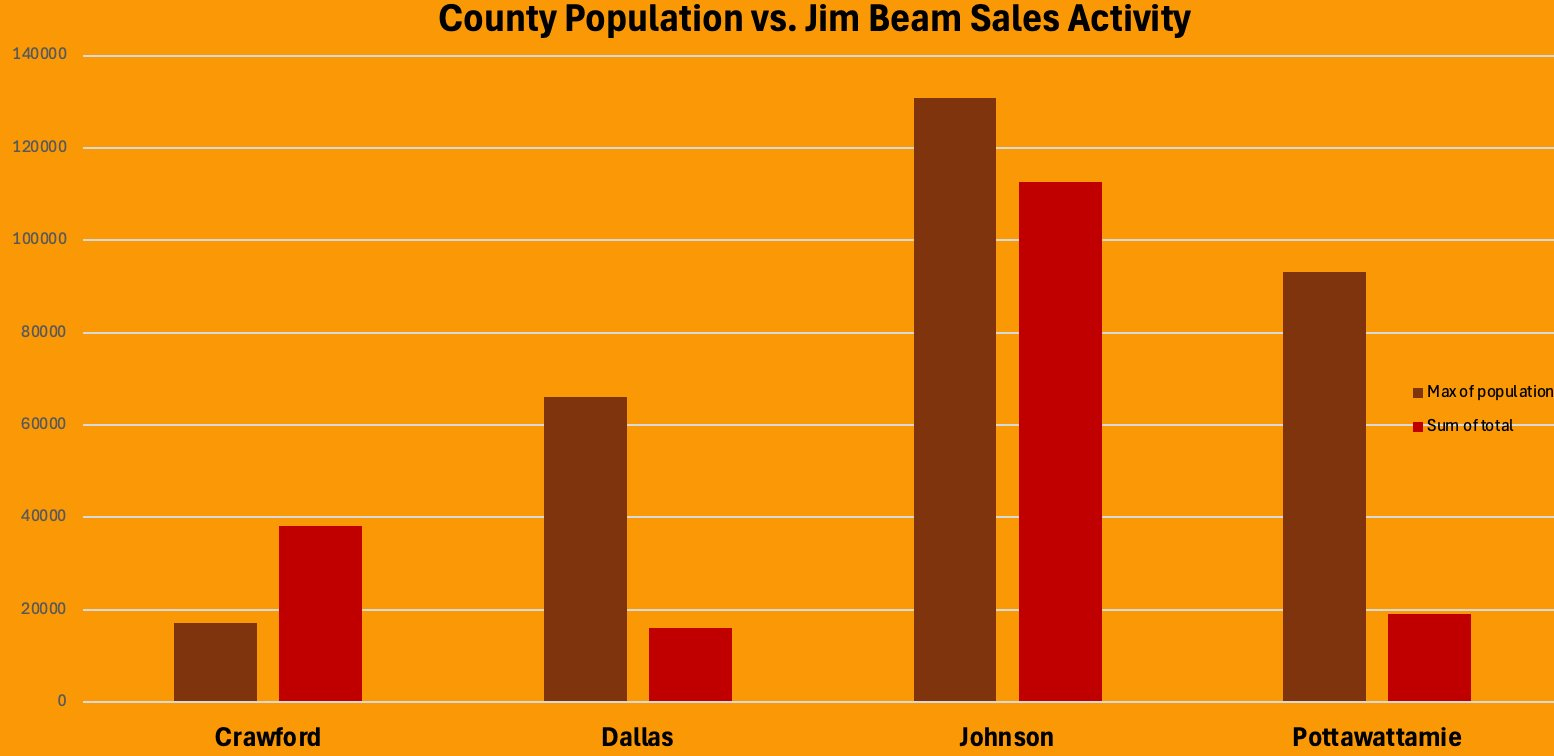 County Population vs. Jim Beam Sales Activity
140000
120000
100000
80000
60000
40000
20000
0
Max of population
Sum of total
Crawford
Dallas
Johnson
Pottawattamie